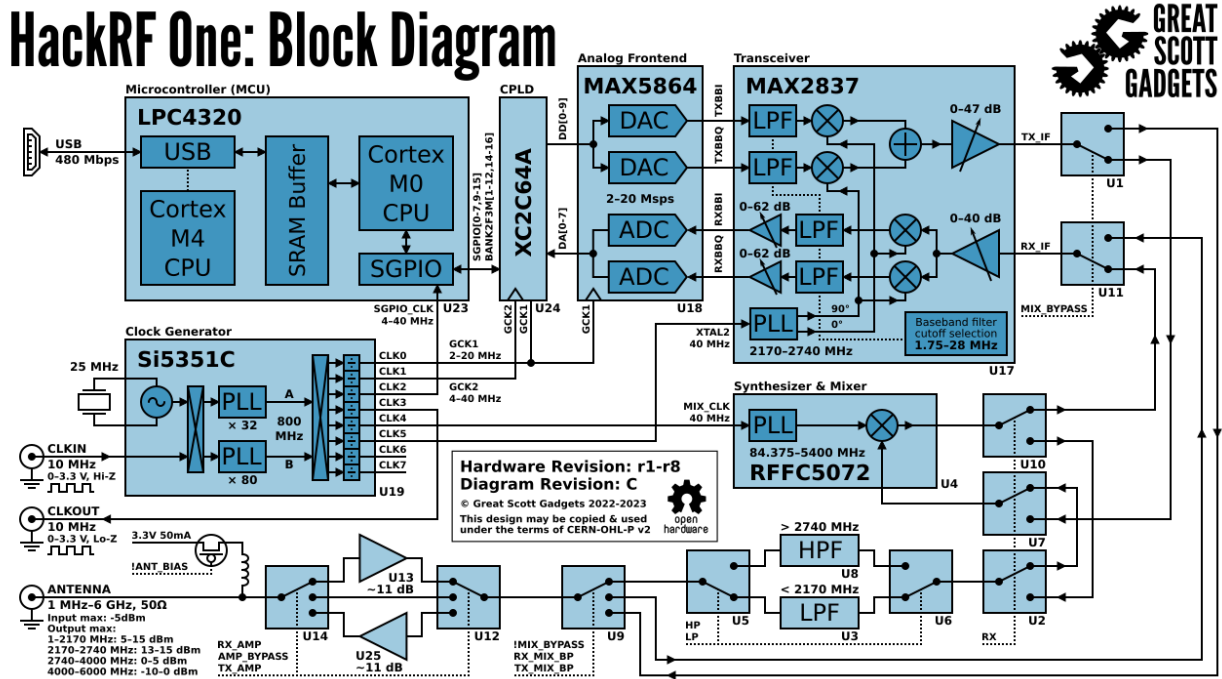 HackRF One: Block Diagram
GREAT
SCOTT
GADGETS
Microcontroller (MCU)
LPC4320
USB
480 Mbps
USB
Cortex
M4
CPU
SRAM Buffer
Cortex
M0
CPU
SGPIO
U23
SGPIO_CLK
4–40 MHz
SGPIO[0-7,9-15]
BANK2F3M[1-12,14-16]
CPLD
XC2C64A
U24
GCK2
GCK1
DD[0-9]
DA[0-7]
Analog Frontend
MAX5864
DAC
DAC
2–20 Msps
ADC
ADC
U18
GCK1
TXBBI
TXBBQ
RXBBI
RXBBQ
Transceiver
MAX2837
LPF
LPF
0–47 dB
0–62 dB
LPF
0–62 dB
LPF
0–40 dB
PLL
90°
0°
2170–2740 MHz
Baseband filter
cutoff selection
1.75–28 MHz
U17
XTAL2
40 MHz
TX_IF
U1
RX_IF
U11
MIX_BYPASS
Clock Generator
Si5351C
25 MHz
PLL
× 32
A
800
MHz
PLL
× 80
B
CLK0
CLK1
CLK2
CLK3
CLK4
CLK5
CLK6
CLK7
U19
GCK1
2–20 MHz
GCK2
4–40 MHz
CLKIN
10 MHz
0–3.3 V, Hi-Z
CLKOUT
10 MHz
0–3.3 V, Lo-Z
Synthesizer & Mixer
MIX_CLK
40 MHz
PLL
84.375–5400 MHz
RFFC5072
U4
U10
U7
Hardware Revision: r1-r8
Diagram Revision: C
© Great Scott Gadgets 2022-2023
This design may be copied & used
under the terms of CERN-OHL-P v2
open
hardware
3.3V 50mA
!ANT_BIAS
ANTENNA
1 MHz–6 GHz, 50Ω
Input max: -5dBm
Output max:
1–2170 MHz: 5–15 dBm
2170–2740 MHz: 13–15 dBm
2740–4000 MHz: 0–5 dBm
4000–6000 MHz: -10–0 dBm
U13
~11 dB
U14
U12
U25
~11 dB
RX_AMP
AMP_BYPASS
TX_AMP
U9
!MIX_BYPASS
RX_MIX_BP
TX_MIX_BP
> 2740 MHz
HPF
U8
< 2170 MHz
LPF
U3
U5
U6
HP
LP
U2
RX